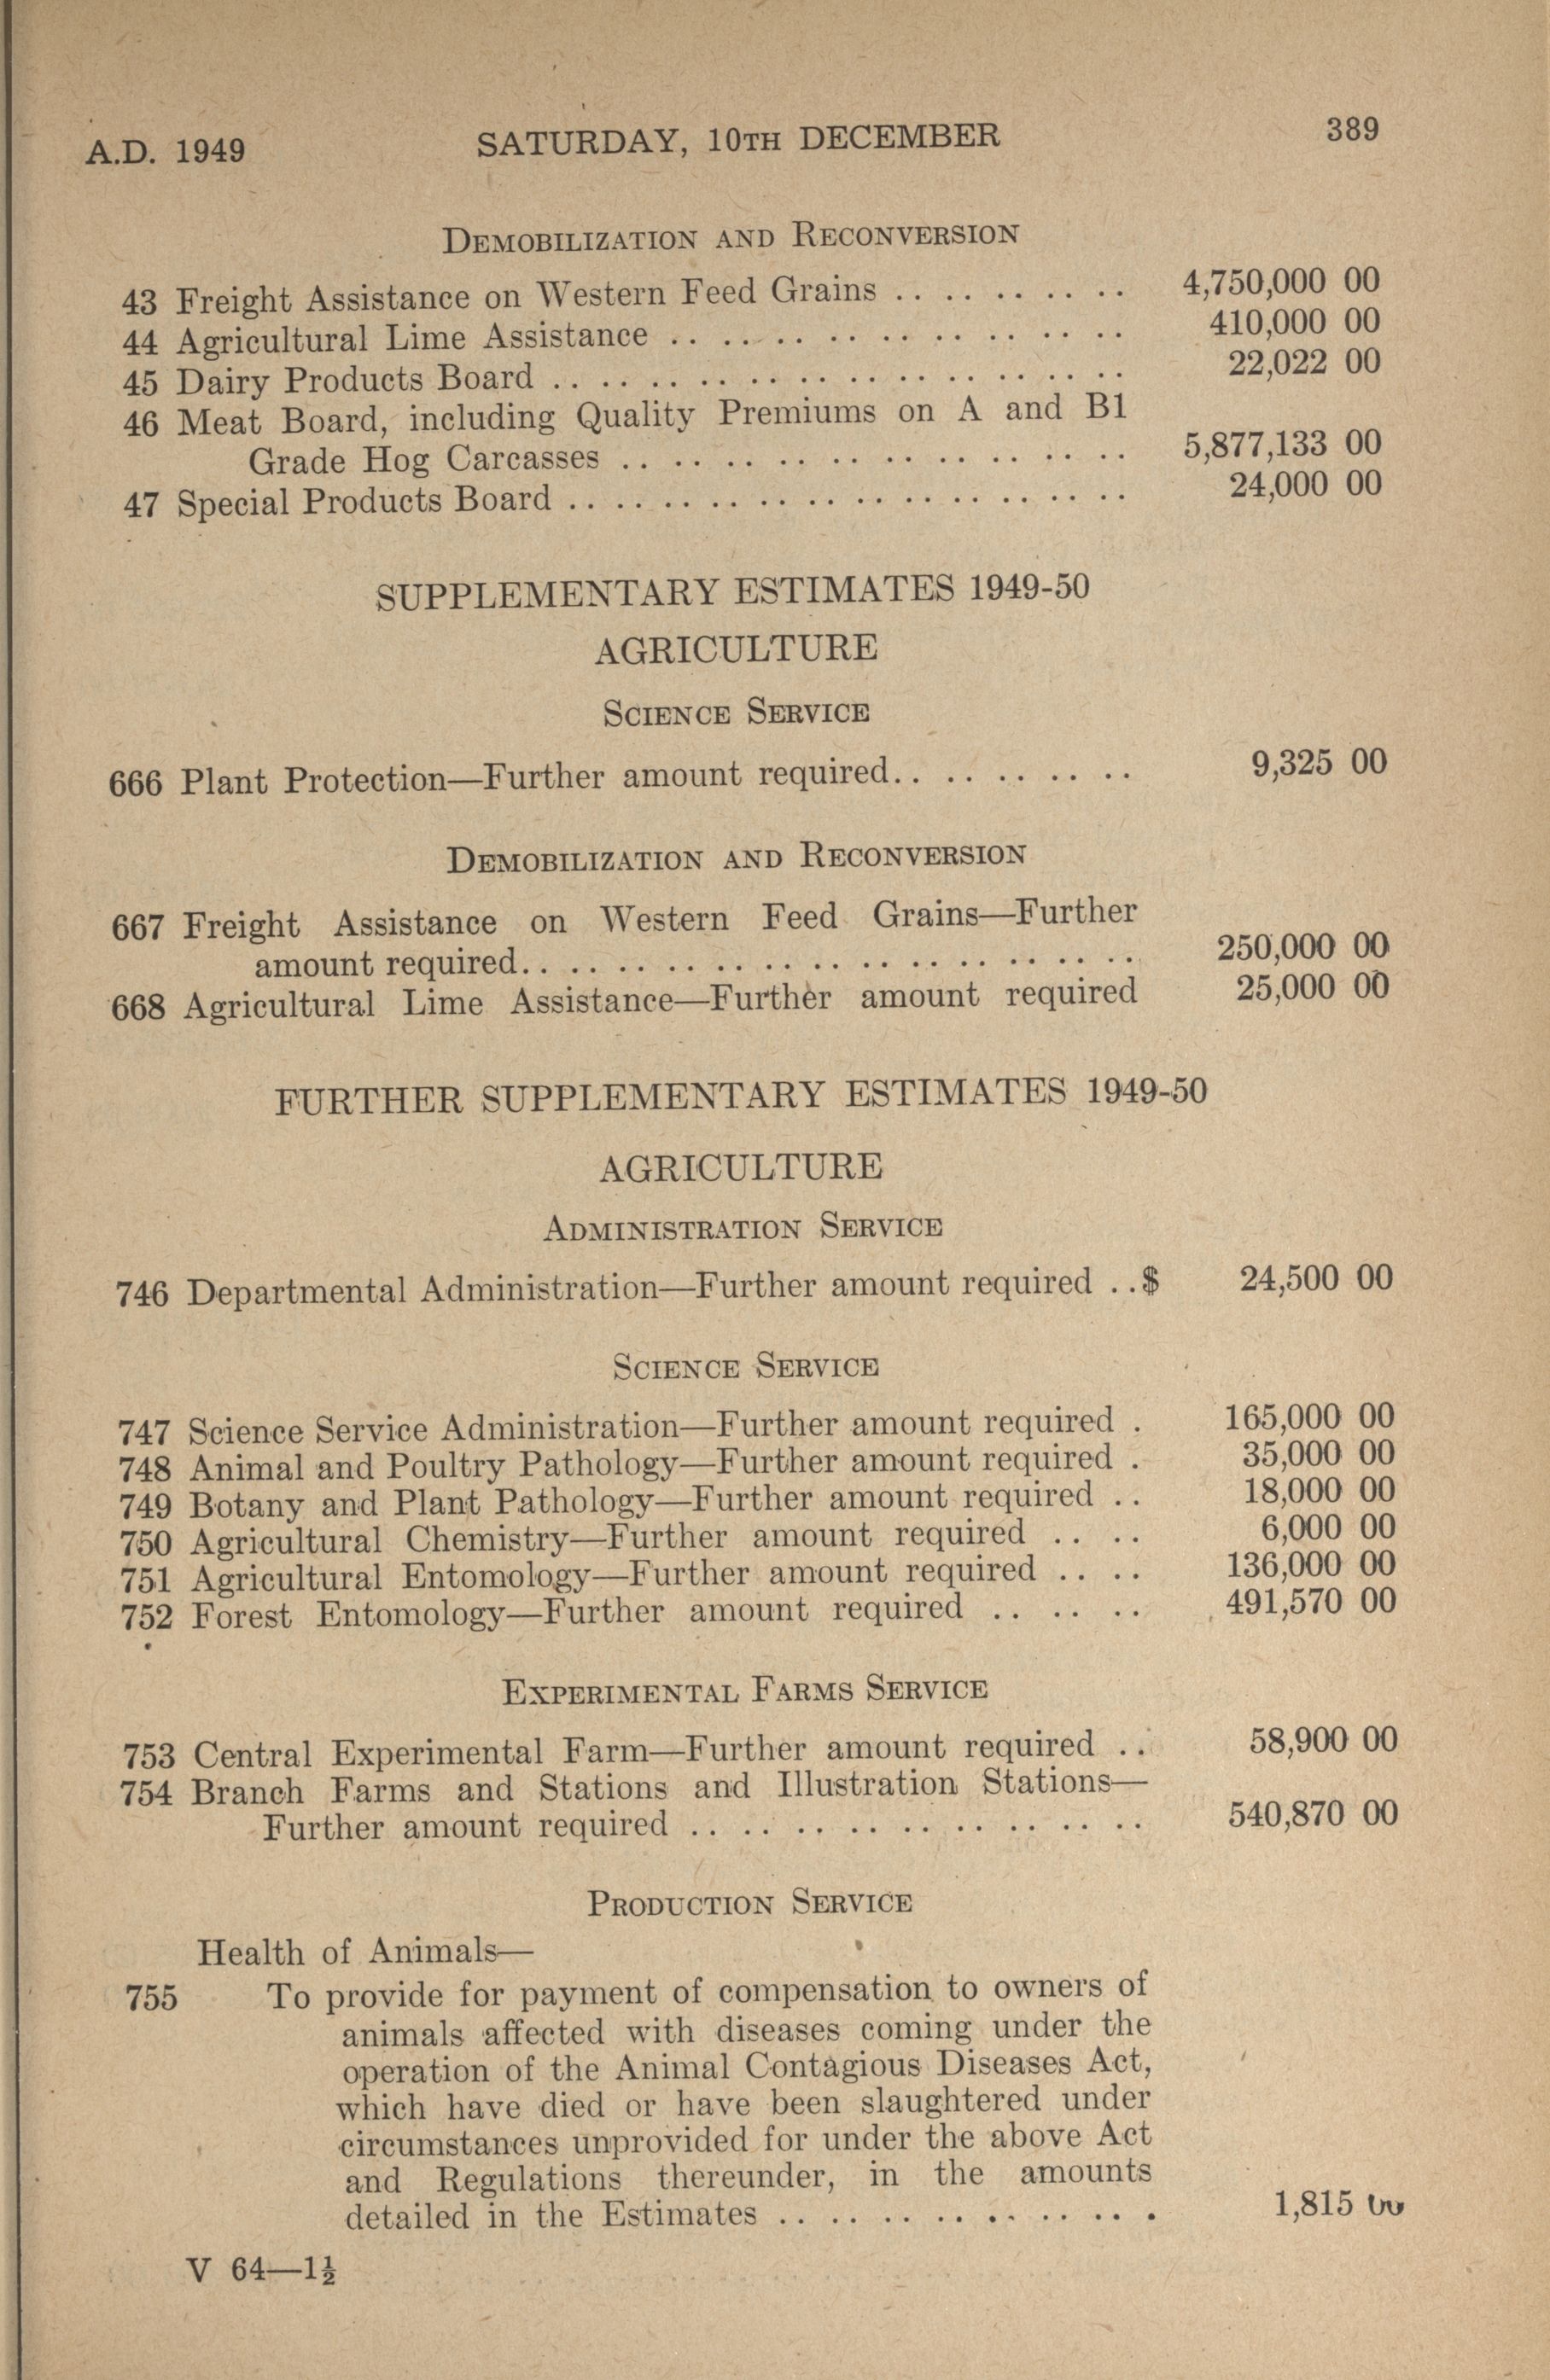 A.D. 1949 SATURDAY, 10TH DECEMBER 389
DEMOBILIZATION AND RECONVERSION
43 Freight Assistance on Western Feed Grains .. .. .. .. .. 4,750,000 00
44 Agricultural Lime Assistance .. .. .. .. .. .. .. .. .. 410,000 00
45 Dairy Products Board .. .. .. .. .. .. .. .. .. .. .. .. 22,022 00
46 Meat Board, including Quality Premiums on A and B1
Grade Hog Carcasses .. .. .. .. .. .. .. .. .. .. 5,877,133 00
47 Special Products Board .. .. .. .. .. .. .. .. .. .. .. .. 24,000 00
SUPPLEMENTARY ESTIMATES 1949-50
AGRICULTURE
SCIENCE SERVICE
666 Plant Protection—Further amount required.. .. .. .. .. 9,325 00
DEMOBILIZATION AND RECONVERSION
667 Freight Assistance on Western Feed Grains—Further
amount required.. .. .. .. .. .. .. .. .. .. .. .. .. 250,000 00
668 Agricultural Lime Assistance—Further amount required 25,000 00
FURTHER SUPPLEMENTARY ESTIMATES 1949-50
AGRICULTURE
ADMINISTRATION SERVICE
746 Departmental Administration—Further amount required ..$ 24,500 00
SCIENCE SERVICE
747 Science Service Administration—Further amount required . 165,000 00
748 Animal and Poultry Pathology—Further amount required . 35,000 00
749 Botany and Plant Pathology—Further amount required .. 18,000 00
750 Agricultural Chemistry—Further amount required .. .. 6,000 00
751 Agricultural Entomology—Further amount required .. .. 136,000 00
752 Forest Entomology—Further amount required .. .. .. 491,570 00
EXPERIMENTAL FARMS SERVICE
753 Central Experimental Farm—Further amount required .. 58,900 00
754 Branch Farms and Stations and Illustration Stations—
Further amount required .. .. .. .. .. .. .. .. .. 540,870 00
PRODUCTION SERVICE
Health of Animals—
755 To provide for payment of compensation to owners of
animals affected with diseases coming under the
operation of the Animal Contagious Diseases Act,
which have died or have been slaughtered under
circumstances unprovided for under the above Act
and Regulations thereunder, in the amounts
detailed in the Estimates .. .. .. .. .. .. .. . 1,815
V 64—1½